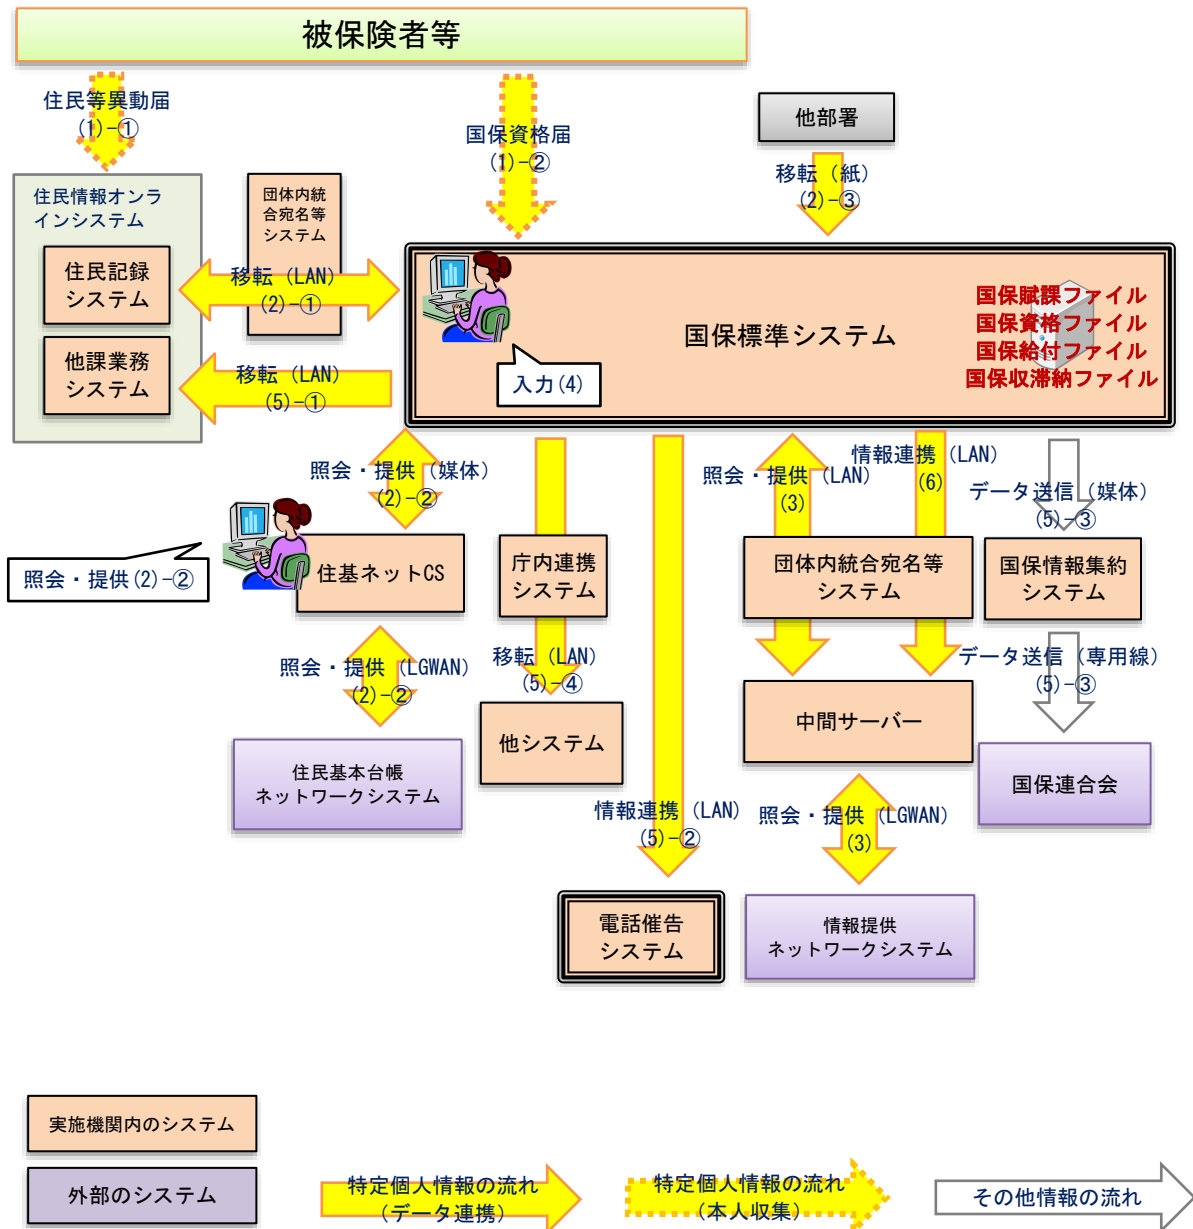 被保険者等
住民等異動届
(1)-①
国保資格届
(1)-②
他部署
移転（紙）
(2)-③
住民情報オンラ
インシステム
団体内統
合宛名等
システム
住民記録
システム
移転（LAN）
(2)-①
他課業務
システム
移転（LAN）
(5)-①
国保標準システム
入力(4)
国保賦課ファイル
国保資格ファイル
国保給付ファイル
国保収滞納ファイル
照会・提供（媒体）
(2)-②
照会・提供（LAN）
(3)
情報連携（LAN）
(6)
データ送信（媒体）
(5)-③
照会・提供(2)-②
住基ネットCS
庁内連携
システム
団体内統合宛名等
システム
国保情報集約
システム
照会・提供（LGWAN）
(2)-②
移転（LAN）
(5)-④
データ送信（専用線）
(5)-③
住民基本台帳
ネットワークシステム
他システム
中間サーバー
国保連合会
情報連携（LAN）
(5)-②
照会・提供（LGWAN）
(3)
電話催告
システム
情報提供
ネットワークシステム
実施機関内のシステム
外部のシステム
特定個人情報の流れ
（データ連携）
特定個人情報の流れ
（本人収集）
その他情報の流れ